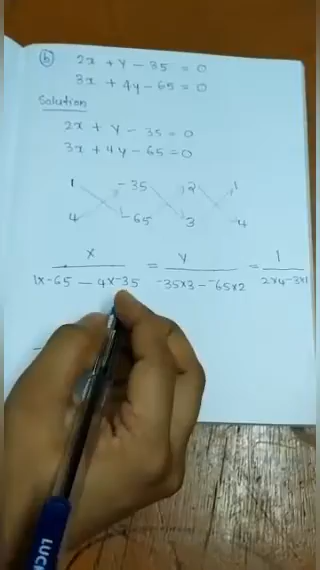 (b) 2x + y - 35 = 0
3x + 4y - 65 = 0
Solution
2x + y - 35 = 0
3x + 4y - 65 = 0
1 -35 2 1
4 -65 3 4
x / 1x-65 - 4x-35 = y / -35x3 - -65x2 = 1 / 2x4-3x1
LUC